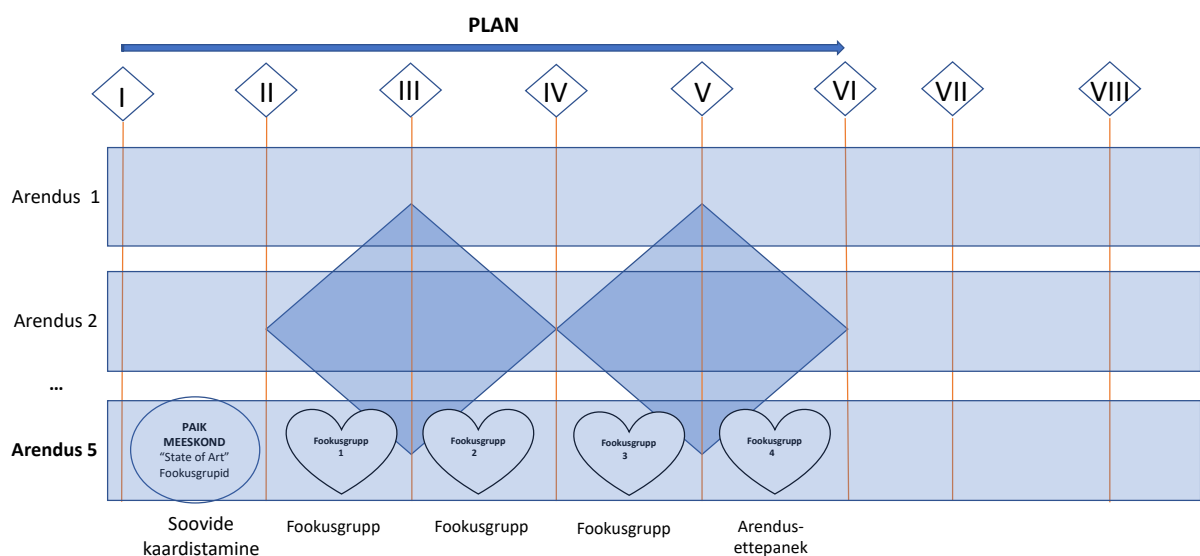 PLAN
I
II
III
IV
V
VI
VII
VIII
Arendus 1
Arendus 2
...
Arendus 5
PAIK
MEESKOND
“State of Art”
Fookusgrupid
Fookusgrupp
1
Fookusgrupp
2
Fookusgrupp
3
Fookusgrupp
4
Soovide
kaardistamine
Fookusgrupp
Fookusgrupp
Fookusgrupp
Arendus-
ettepanek